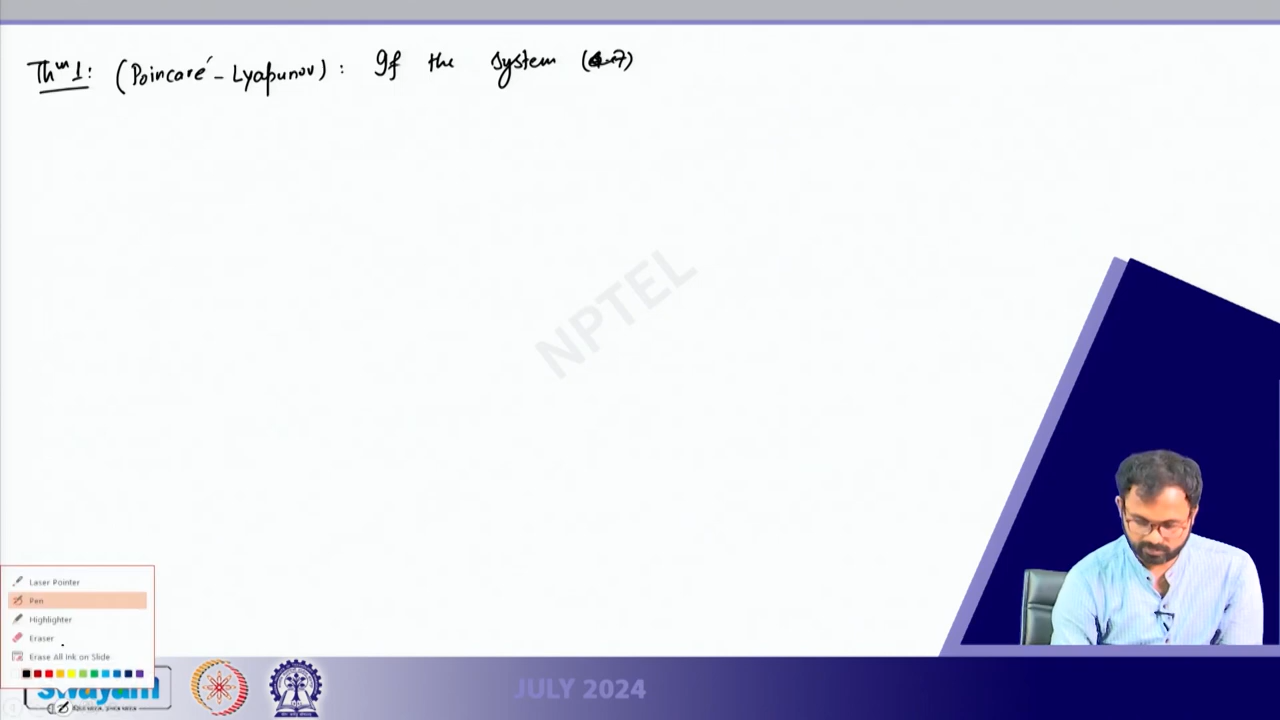 Thm 1: (Poincaré - Lyapunov): If the system
NPTEL
Laser Pointer
Pen
Highlighter
Eraser
Erase All Ink on Slide
swayam
JULY 2024